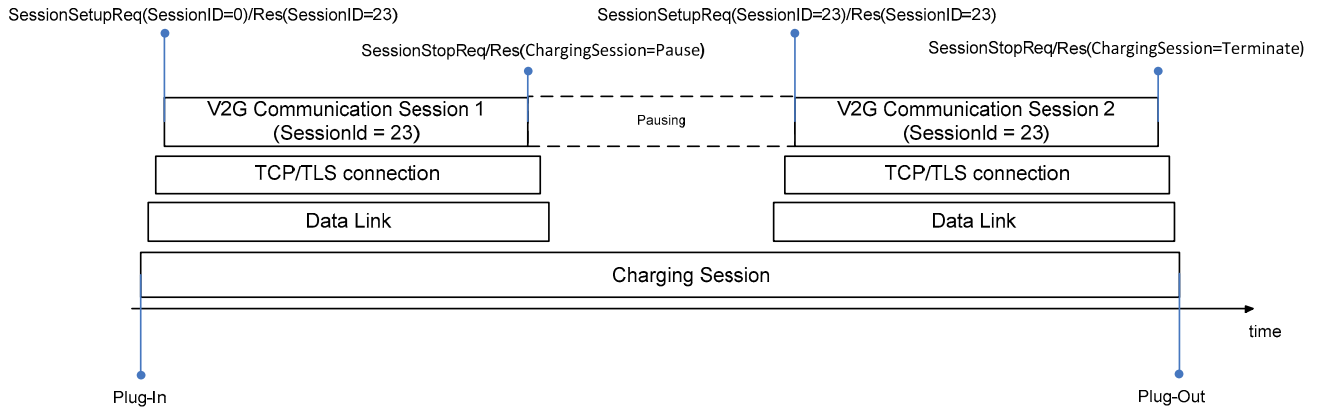 SessionSetupReq(SessionID=0)/Res(SessionID=23)
SessionSetupReq(SessionID=23)/Res(SessionID=23)
SessionStopReq/Res(ChargingSession=Pause)
SessionStopReq/Res(ChargingSession=Terminate)
V2G Communication Session 1
(SessionId = 23)
Pausing
V2G Communication Session 2
(SessionId = 23)
TCP/TLS connection
TCP/TLS connection
Data Link
Data Link
Charging Session
time
Plug-In
Plug-Out